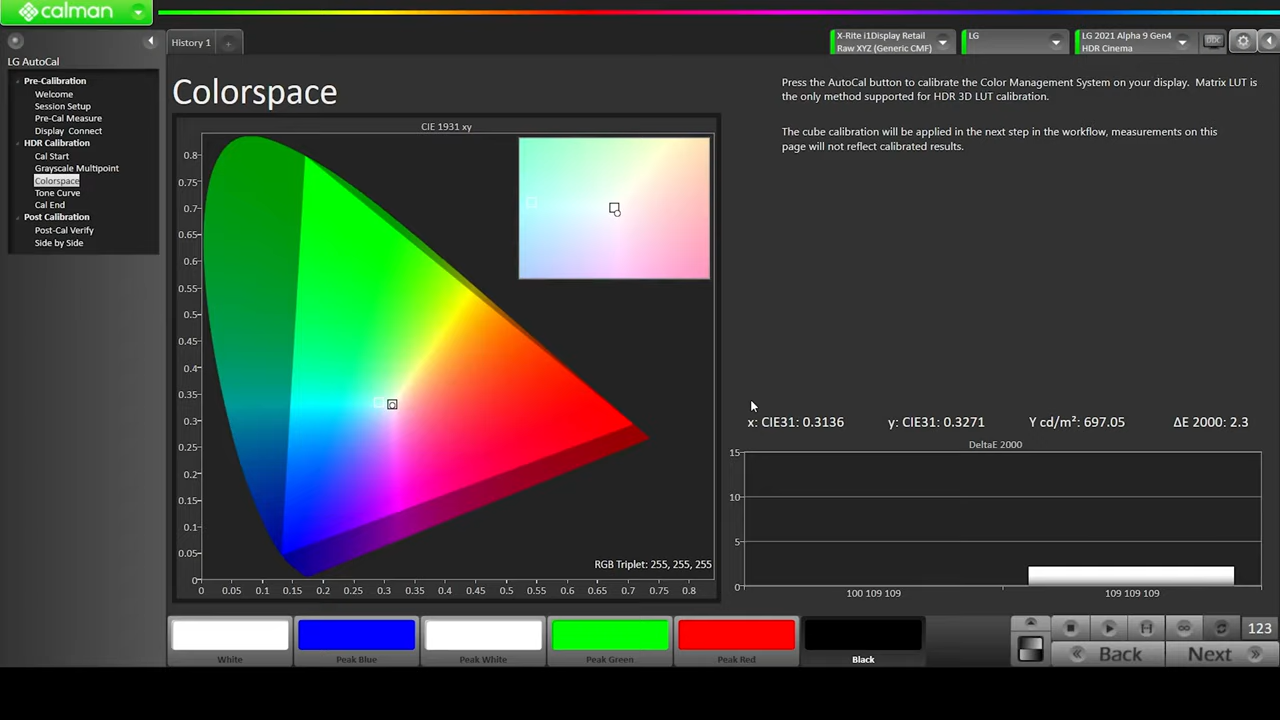 calman
History 1
X-Rite i1Display Retail
Raw XYZ (Generic CMF)
LG
LG 2021 Alpha 9 Gen4
HDR Cinema
LG AutoCal
Pre-Calibration
Welcome
Session Setup
Pre-Cal Measure
Display Connect
HDR Calibration
Cal Start
Grayscale Multipoint
Colorspace
Tone Curve
Cal End
Post Calibration
Post-Cal Verify
Side by Side
Colorspace
Press the AutoCal button to calibrate the Color Management System on your display. Matrix LUT is
the only method supported for HDR 3D LUT calibration.
The cube calibration will be applied in the next step in the workflow, measurements on this
page will not reflect calibrated results.
CIE 1931 xy
0.8
0.75
0.7
0.65
0.6
0.55
0.5
0.45
0.4
0.35
0.3
0.25
0.2
0.15
0.1
0.05
0
0 0.05 0.1 0.15 0.2 0.25 0.3 0.35 0.4 0.45 0.5 0.55 0.6 0.65 0.7 0.75 0.8
RGB Triplet: 255, 255, 255
x: CIE31: 0.3136 y: CIE31: 0.3271 Y cd/m²: 697.05 ΔE 2000: 2.3
DeltaE 2000
15
10
5
0
100 109 109 109 109 109
White Peak Blue Peak White Peak Green Peak Red Black
123
Back Next